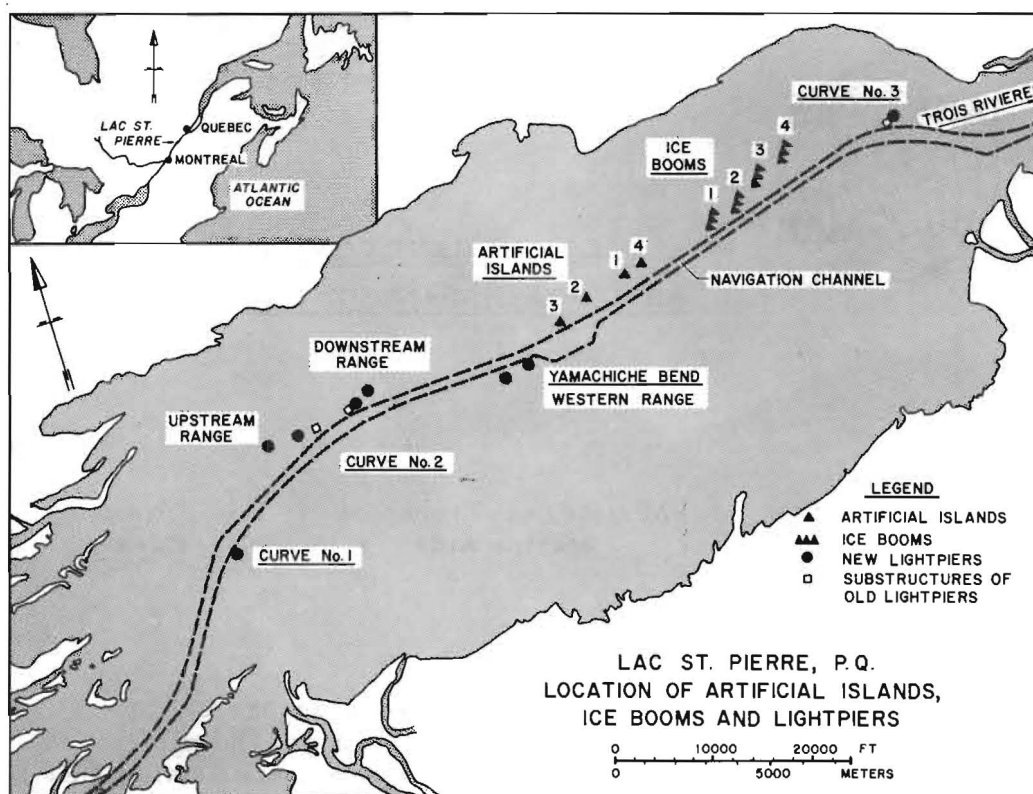 LAC ST.
PIERRE
QUEBEC
MONTREAL
ATLANTIC
OCEAN
CURVE No. 3
TROIS RIVIERE
4
ICE
BOOMS
3
2
1
ARTIFICIAL
ISLANDS
4
1
2
3
NAVIGATION CHANNEL
DOWNSTREAM
RANGE
YAMACHICHE BEND
WESTERN RANGE
UPSTREAM
RANGE
CURVE No. 2
CURVE No. 1
LEGEND
ARTIFICIAL ISLANDS
ICE BOOMS
NEW LIGHTPIERS
SUBSTRUCTURES OF
OLD LIGHTPIERS
LAC ST. PIERRE, P.Q.
LOCATION OF ARTIFICIAL ISLANDS,
ICE BOOMS AND LIGHTPIERS
0 10000 20000 FT
0 5000 METERS